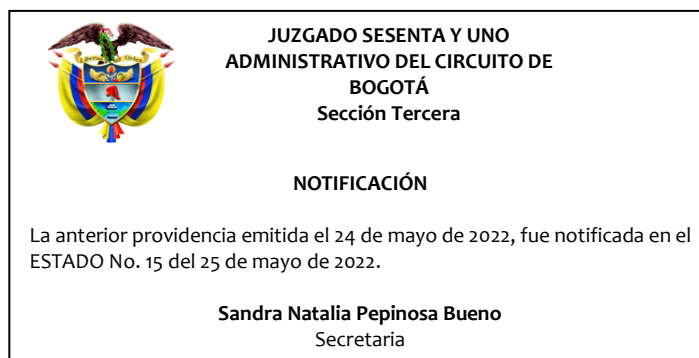 Libertad y Orden
JUZGADO SESENTA Y UNO
ADMINISTRATIVO DEL CIRCUITO DE
BOGOTÁ
Sección Tercera
NOTIFICACIÓN
La anterior providencia emitida el 24 de mayo de 2022, fue notificada en el
ESTADO No. 15 del 25 de mayo de 2022.
Sandra Natalia Pepinosa Bueno
Secretaria